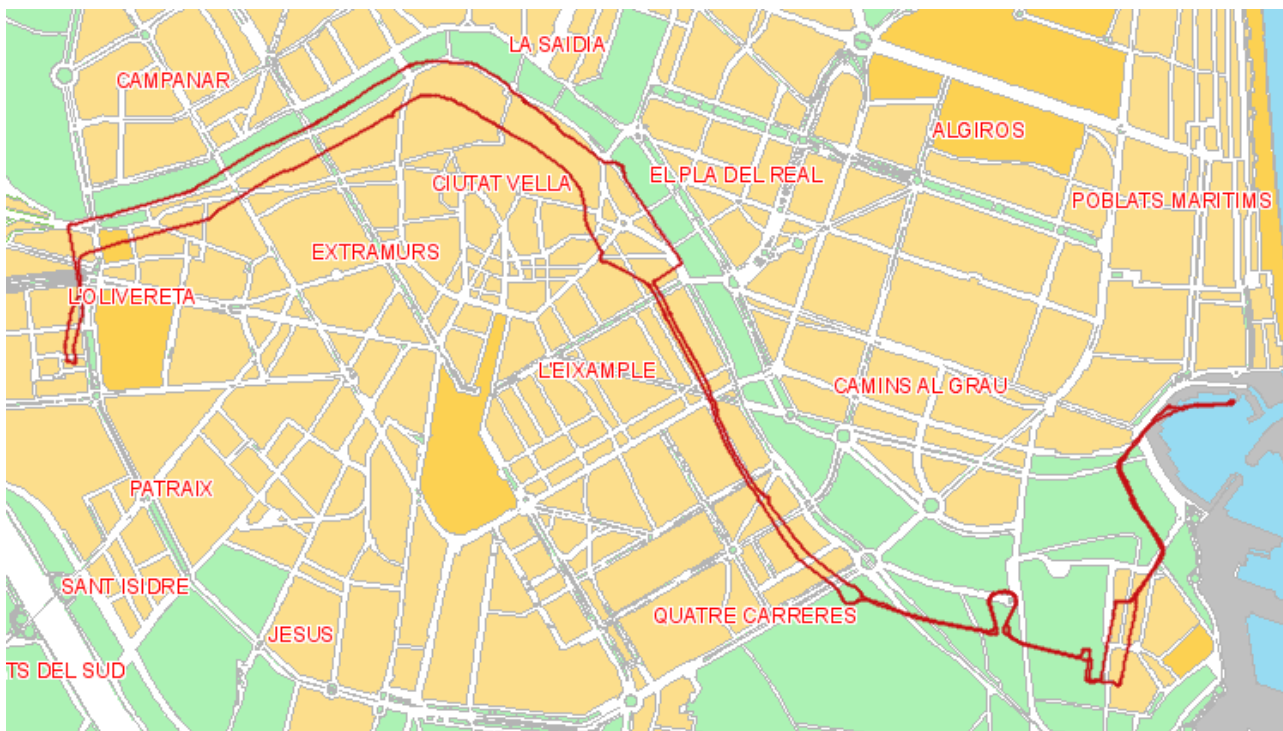 LA SAIDIA
CAMPANAR
ALGIROS
EL PLA DEL REAL
CIUTAT VELLA
POBLATS MARITIMS
EXTRAMURS
L'OLIVERETA
L'EIXAMPLE
CAMINS AL GRAU
PATRAIX
SANT ISIDRE
QUATRE CARRERES
JESUS
TS DEL SUD